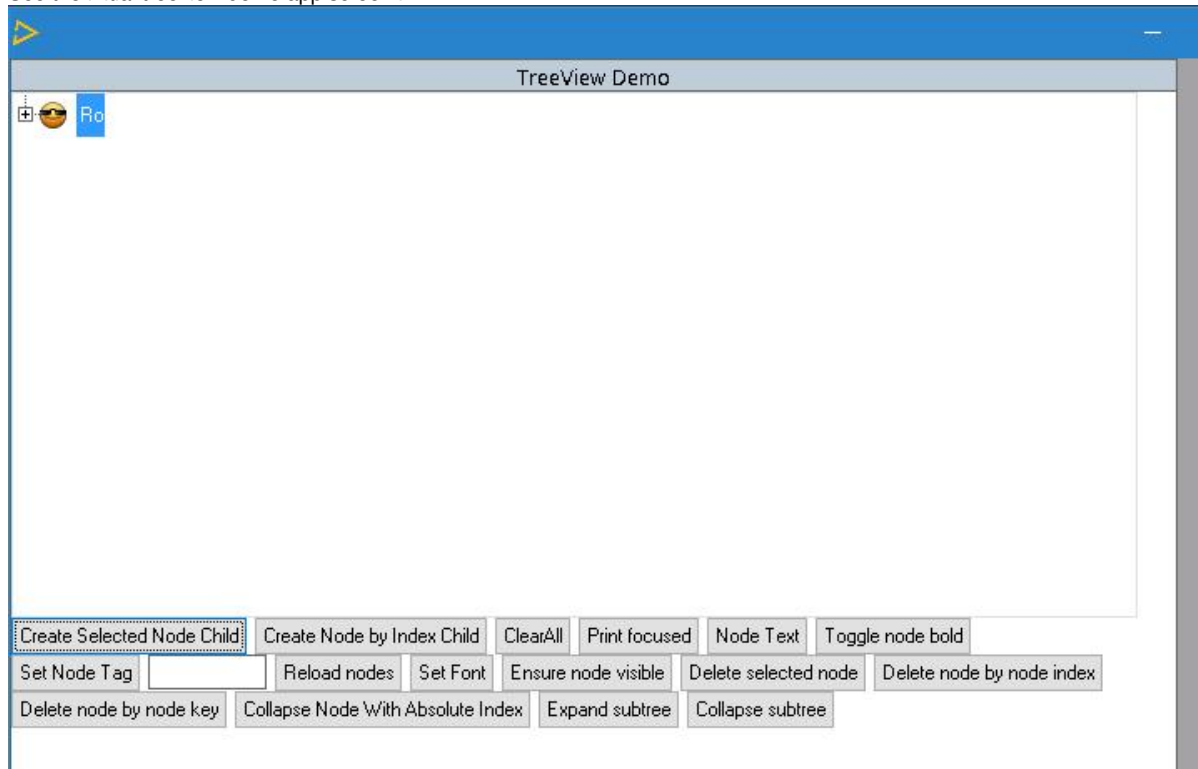 TreeView Demo
Ro
Create Selected Node Child Create Node by Index Child ClearAll Print focused Node Text Toggle node bold
Set Node Tag Reload nodes Set Font Ensure node visible Delete selected node Delete node by node index
Delete node by node key Collapse Node With Absolute Index Expand subtree Collapse subtree